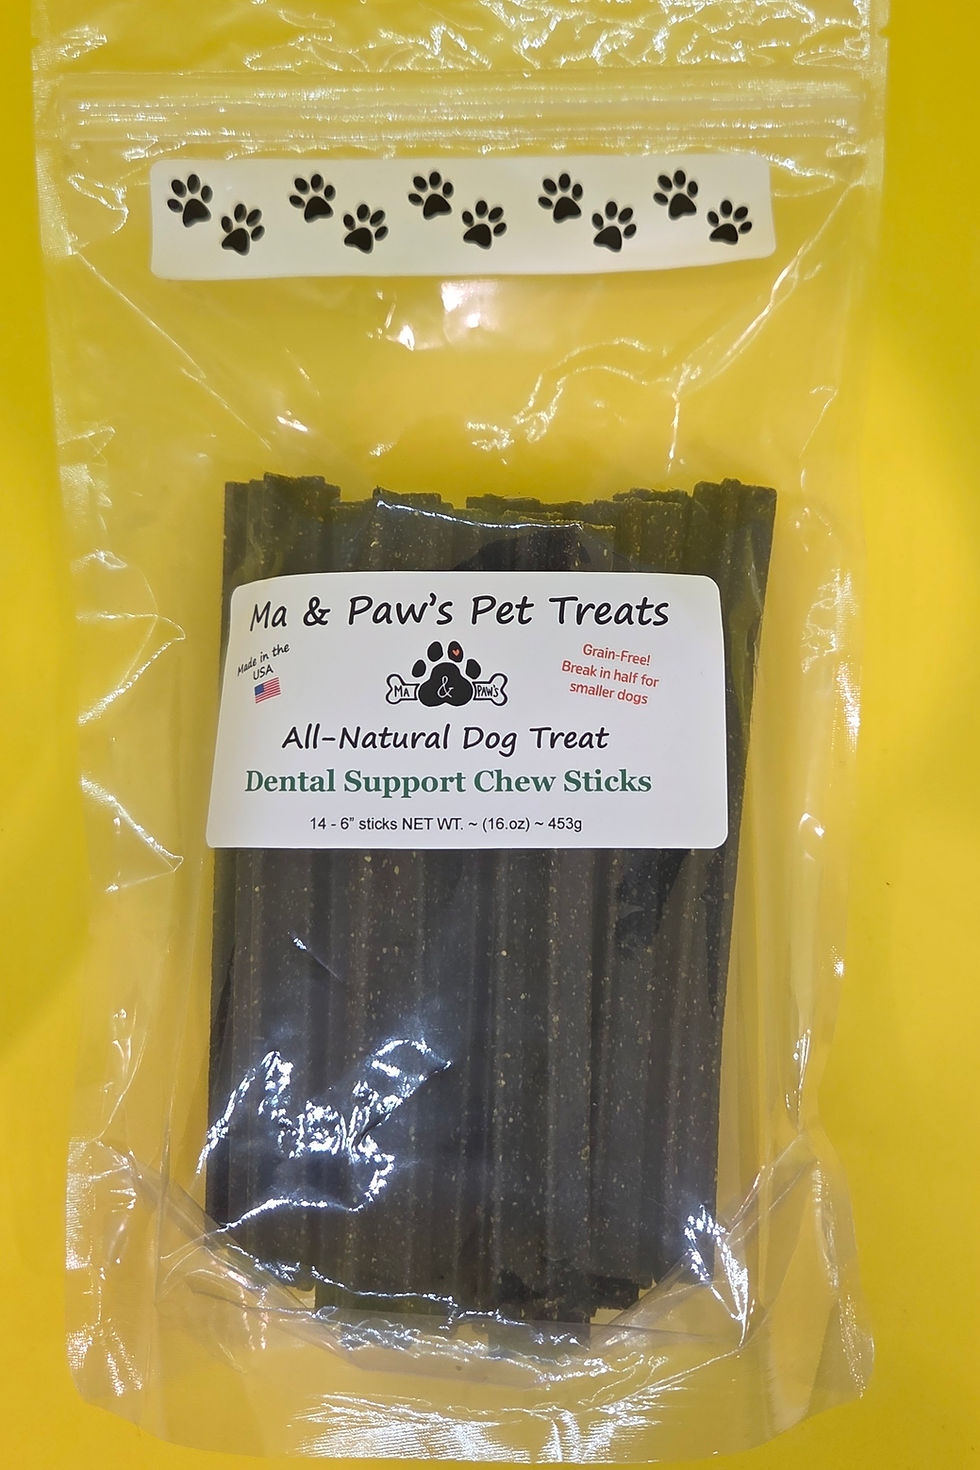 Ma & Paw's Pet Treats
Made in the
USA
MA & PAW'S
Grain-Free!
Break in half for
smaller dogs
All-Natural Dog Treat
Dental Support Chew Sticks
14 - 6” sticks NET WT. ~ (16.oz) ~ 453g